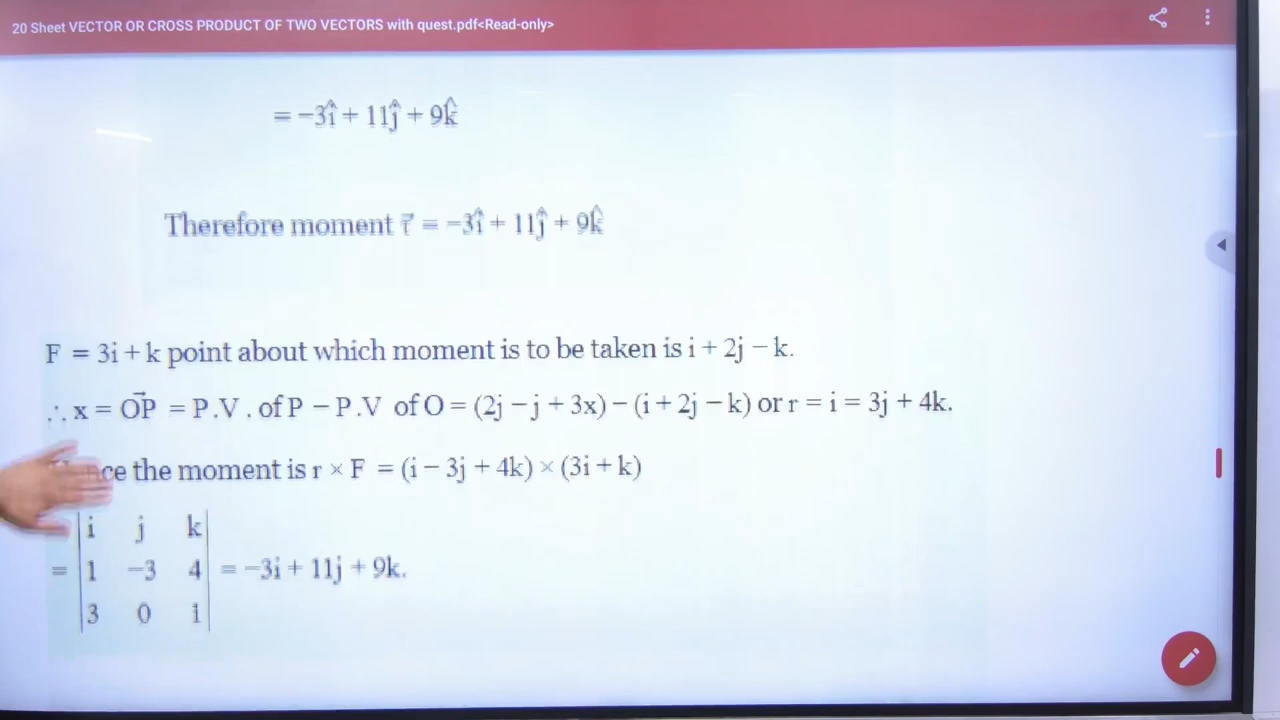 20 Sheet VECTOR OR CROSS PRODUCT OF TWO VECTORS with quest.pdf<Read-only>
= −3î + 11ĵ + 9k̂
Therefore moment τ⃗ = −3î + 11ĵ + 9k̂
F = 3i + k point about which moment is to be taken is i + 2j − k.
∴ x = OP⃗ = P.V . of P − P.V of O = (2j − j + 3x) − (i + 2j − k) or r = i = 3j + 4k.
the moment is r × F = (i − 3j + 4k) × (3i + k)
= | i j k |
| 1 −3 4 | = −3i + 11j + 9k.
| 3 0 1 |